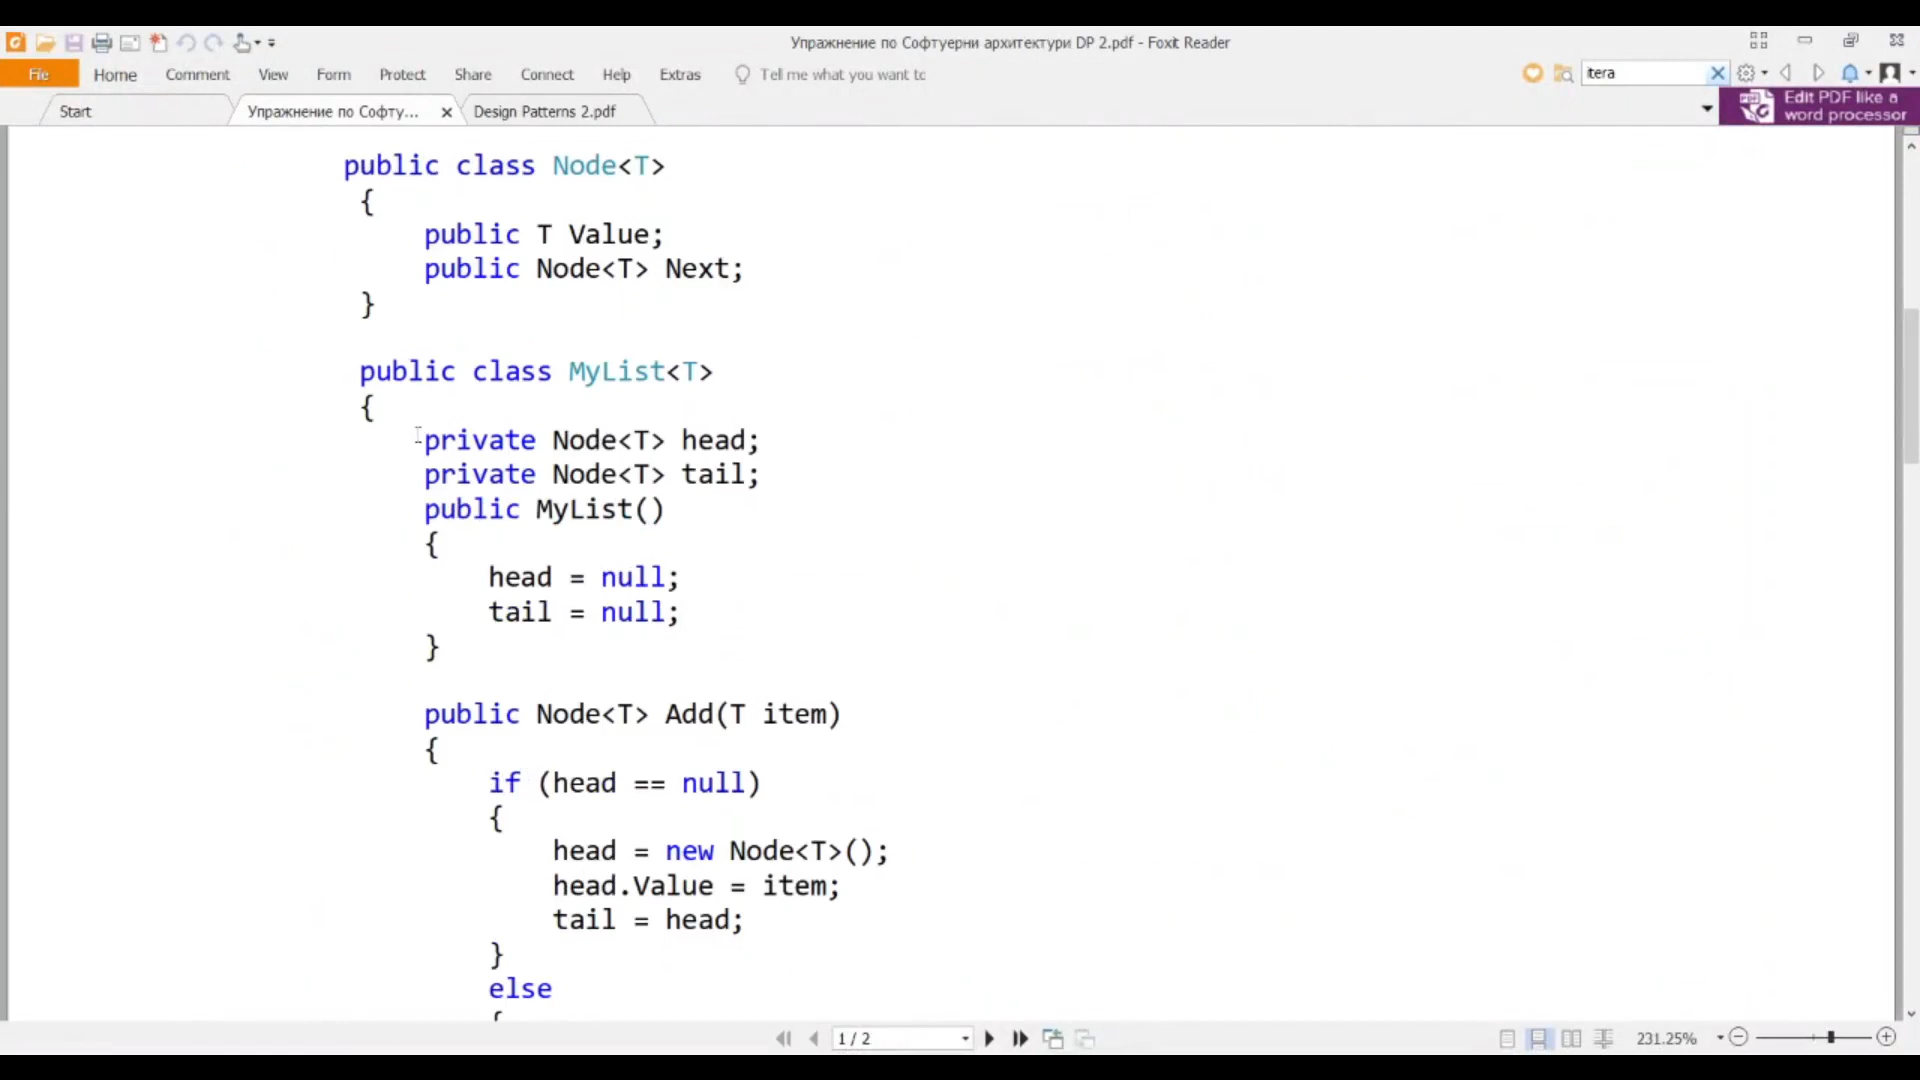 Упражнение по Софтуерни архитектури DP 2.pdf - Foxit Reader
File Home Comment View Form Protect Share Connect Help Extras Tell me what you want tc
itera
Start Упражнение по Софту... Design Patterns 2.pdf
Edit PDF like a
word processor
public class Node<T>
{
public T Value;
public Node<T> Next;
}
public class MyList<T>
{
private Node<T> head;
private Node<T> tail;
public MyList()
{
head = null;
tail = null;
}
public Node<T> Add(T item)
{
if (head == null)
{
head = new Node<T>();
head.Value = item;
tail = head;
}
else
{
1 / 2
231.25%